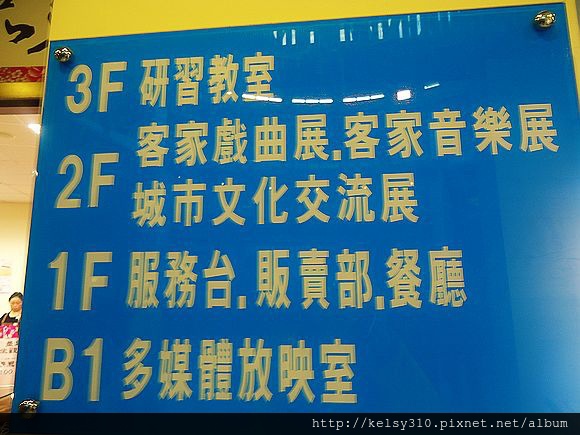 3F 研習教室
客家戲曲展.客家音樂展
2F
城市文化交流展
1F 服務台.販賣部.餐廳
B1 多媒體放映室
http://kelsy310.pixnet.net/album